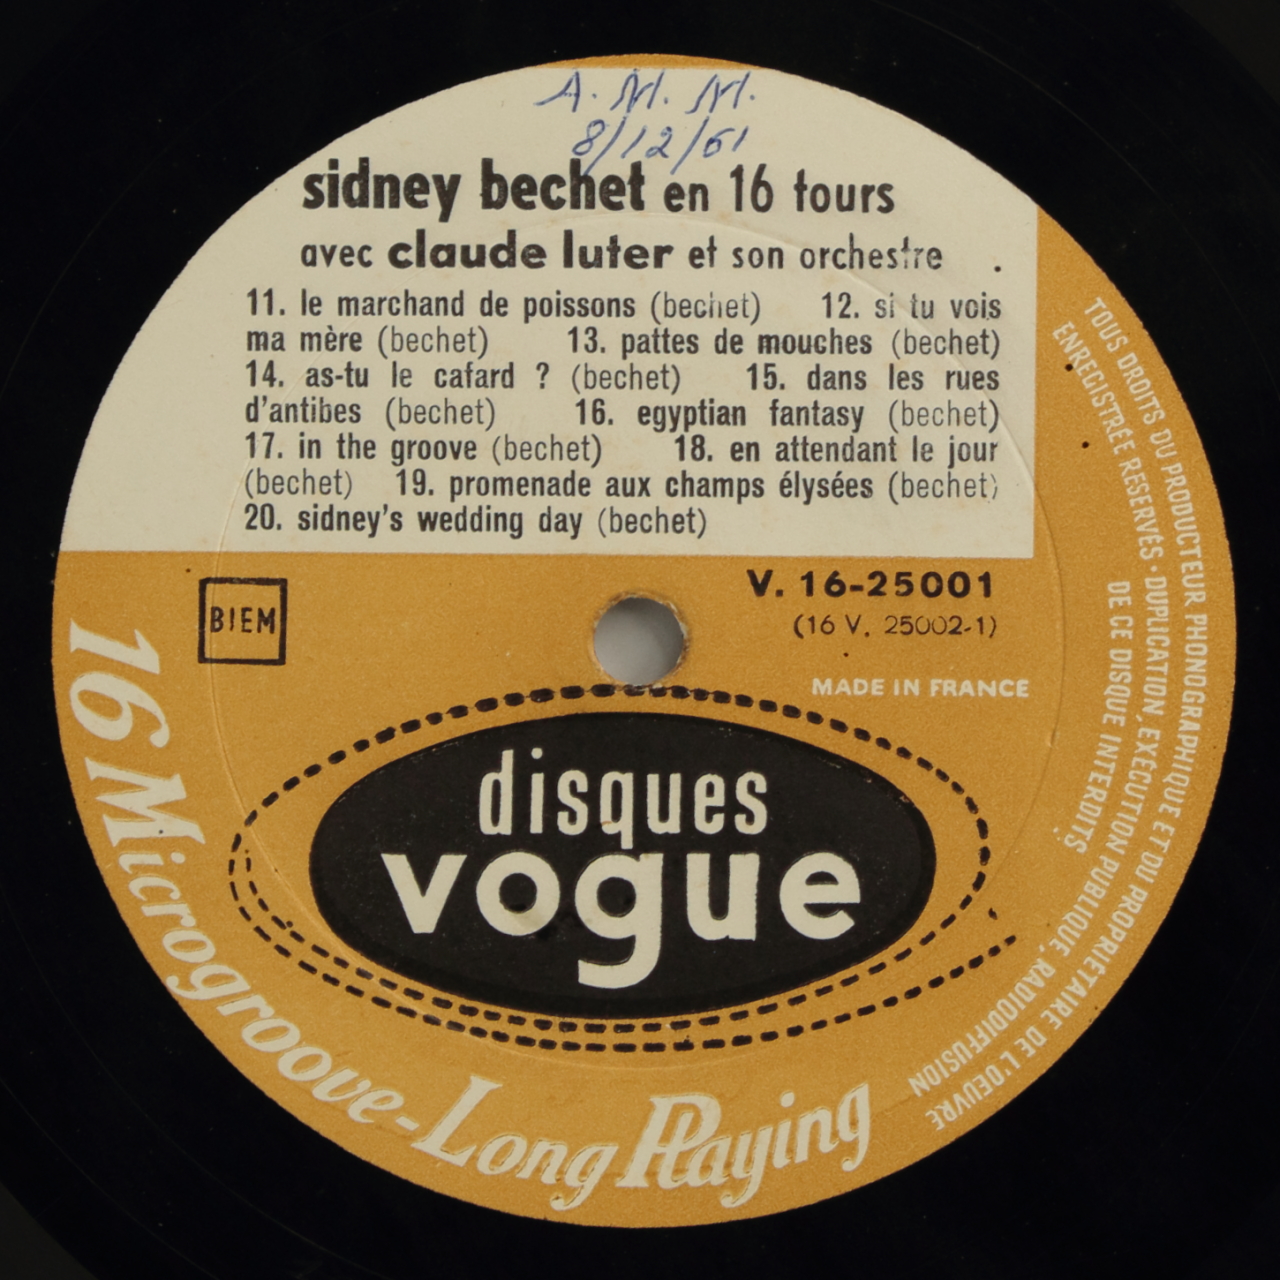 A. M. M.
8/12/61
sidney bechet en 16 tours
avec claude luter et son orchestre
11. le marchand de poissons (bechet) 12. si tu vois
ma mère (bechet) 13. pattes de mouches (bechet)
14. as-tu le cafard ? (bechet) 15. dans les rues
d'antibes (bechet) 16. egyptian fantasy (bechet)
17. in the groove (bechet) 18. en attendant le jour
(bechet) 19. promenade aux champs élysées (bechet)
20. sidney's wedding day (bechet)
BIEM
V. 16-25001
(16 V. 25002-1)
MADE IN FRANCE
disques
vogue
16 Microgroove-Long Playing
TOUS DROITS DU PRODUCTEUR PHONOGRAPHIQUE ET DU PROPRIÉTAIRE DE L'OEUVRE
ENREGISTRÉE RESERVÉS · DUPLICATION, EXÉCUTION PUBLIQUE, RADIODIFFUSION
DE CE DISQUE INTERDITS